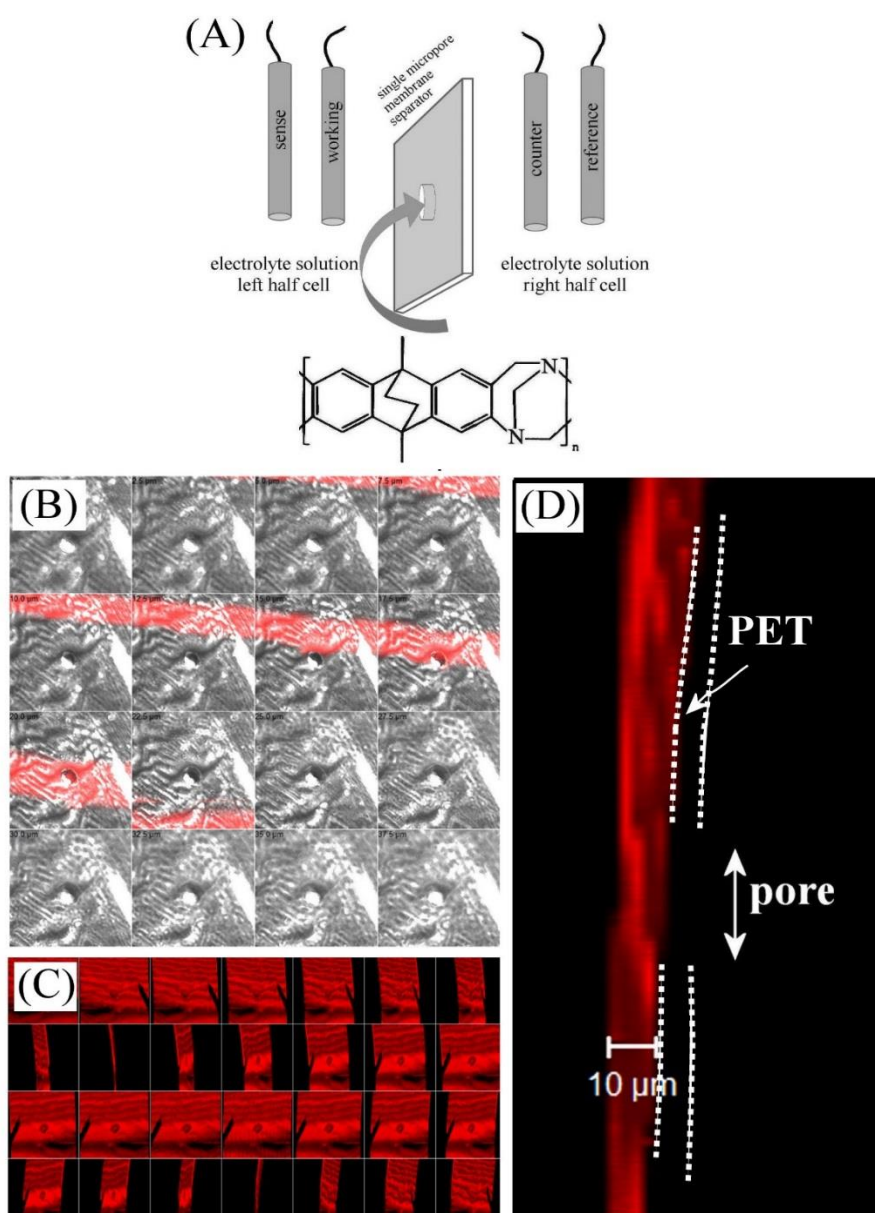 (A)
sense
working
single micropore
membrane
separator
counter
reference
electrolyte solution
left half cell
electrolyte solution
right half cell
N
N
n
(B)
2.5 µm
5.0 µm
7.5 µm
10.0 µm
12.5 µm
15.0 µm
17.5 µm
20.0 µm
22.5 µm
25.0 µm
27.5 µm
30.0 µm
32.5 µm
35.0 µm
37.5 µm
(C)
(D)
PET
pore
10 µm